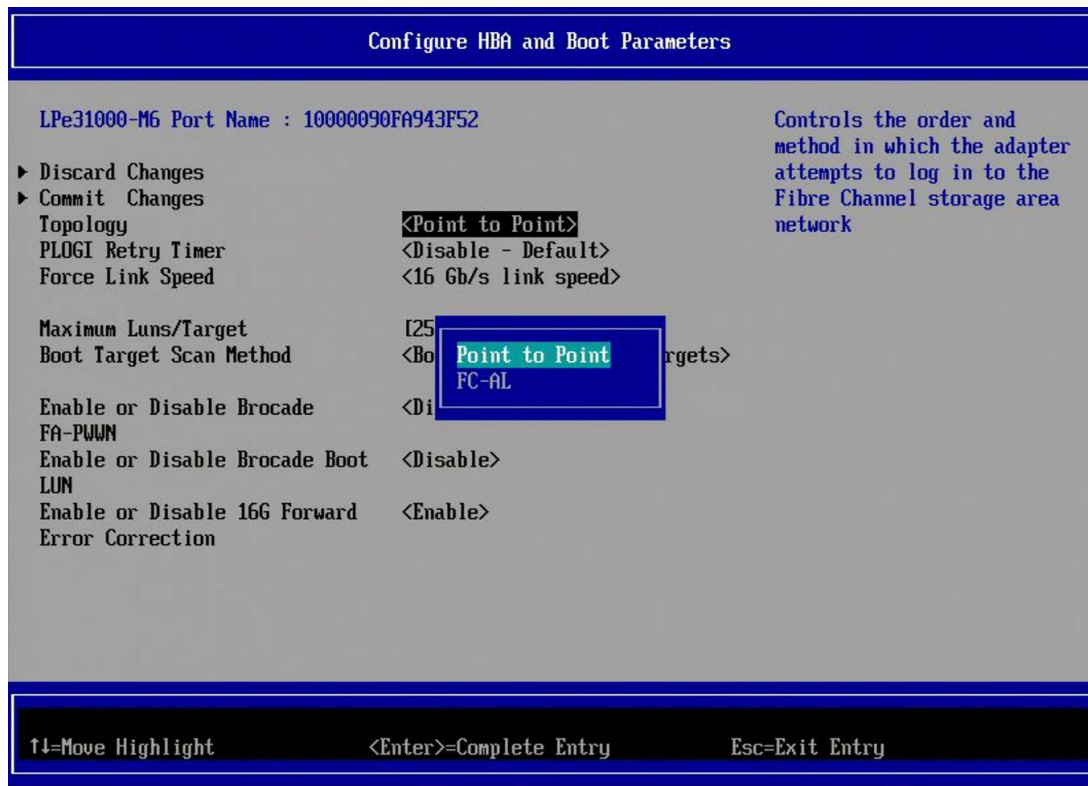 Configure HBA and Boot Parameters
LPe31000-M6 Port Name : 10000090FA943F52
Controls the order and
method in which the adapter
attempts to log in to the
Fibre Channel storage area
network
Discard Changes
Commit Changes
Topology <Point to Point>
PLOGI Retry Timer <Disable - Default>
Force Link Speed <16 Gb/s link speed>
Maximum Luns/Target [25
Boot Target Scan Method <Bo rgets>
Point to Point
FC-AL
Enable or Disable Brocade <Di
FA-PWWN
Enable or Disable Brocade Boot <Disable>
LUN
Enable or Disable 16G Forward <Enable>
Error Correction
↑↓=Move Highlight <Enter>=Complete Entry Esc=Exit Entry